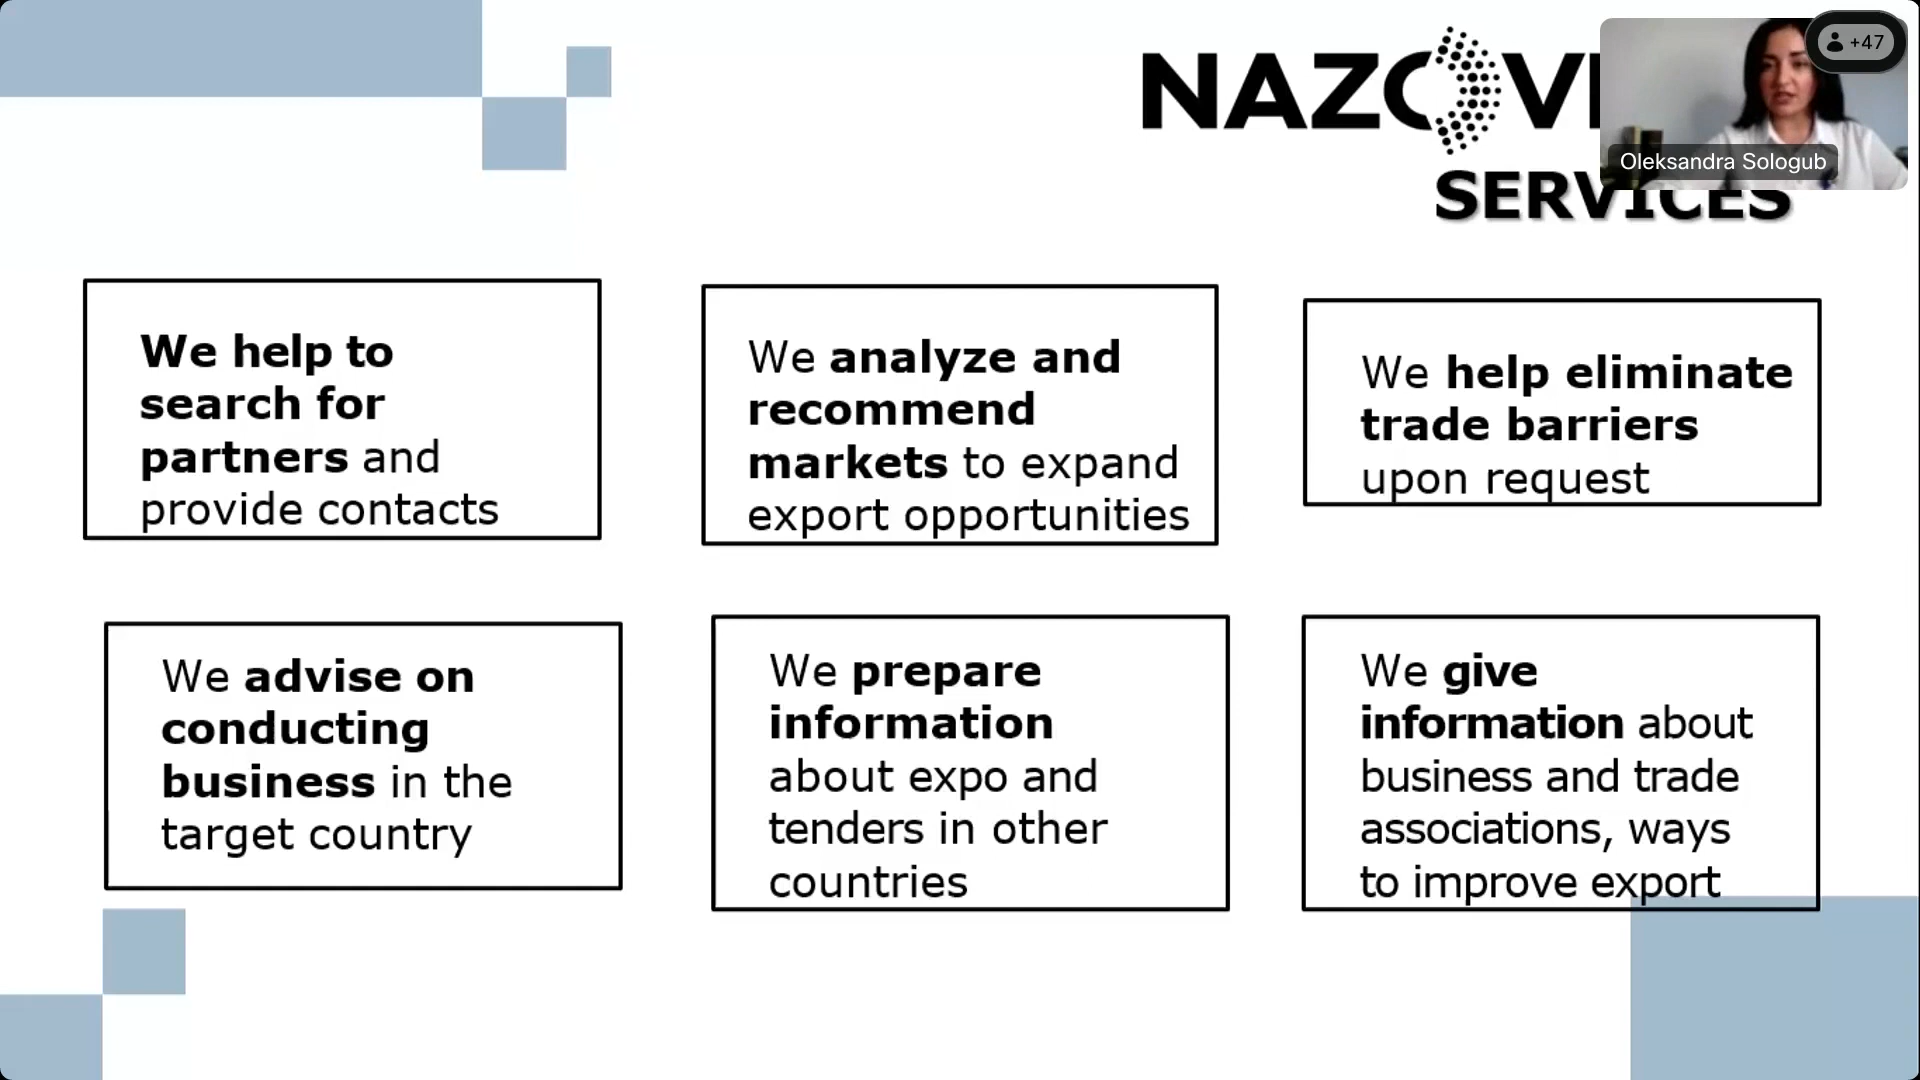 NAZOV
+47
Oleksandra Sologub
SERVICES
We help to
search for
partners and
provide contacts
We analyze and
recommend
markets to expand
export opportunities
We help eliminate
trade barriers
upon request
We advise on
conducting
business in the
target country
We prepare
information
about expo and
tenders in other
countries
We give
information about
business and trade
associations, ways
to improve export